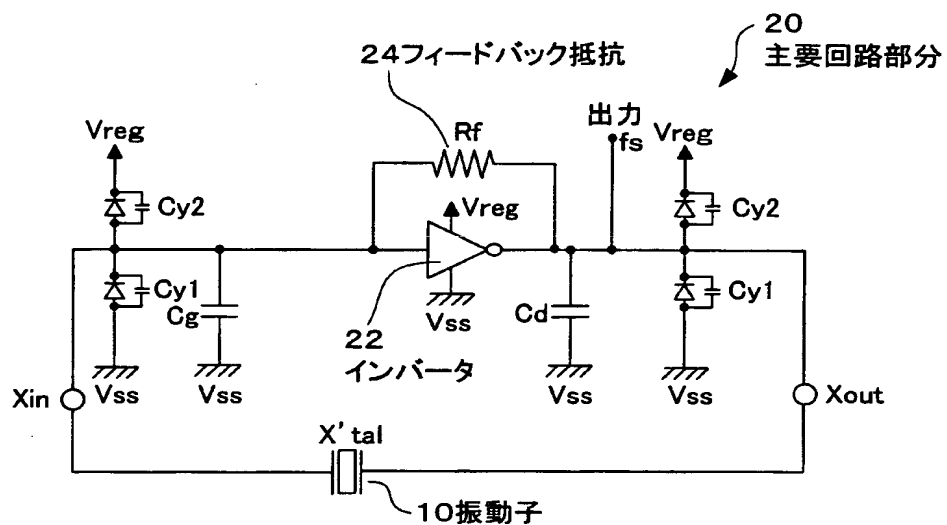 20
主要回路部分
24フィードバック抵抗
出力
fs
Rf
Vreg
Vreg
Vreg
Cy2
Cy2
Cy1
Cg
Cd
Cy1
Vss
Vss
Vss
Vss
Vss
22
インバータ
Xin
Xout
X'tal
10振動子